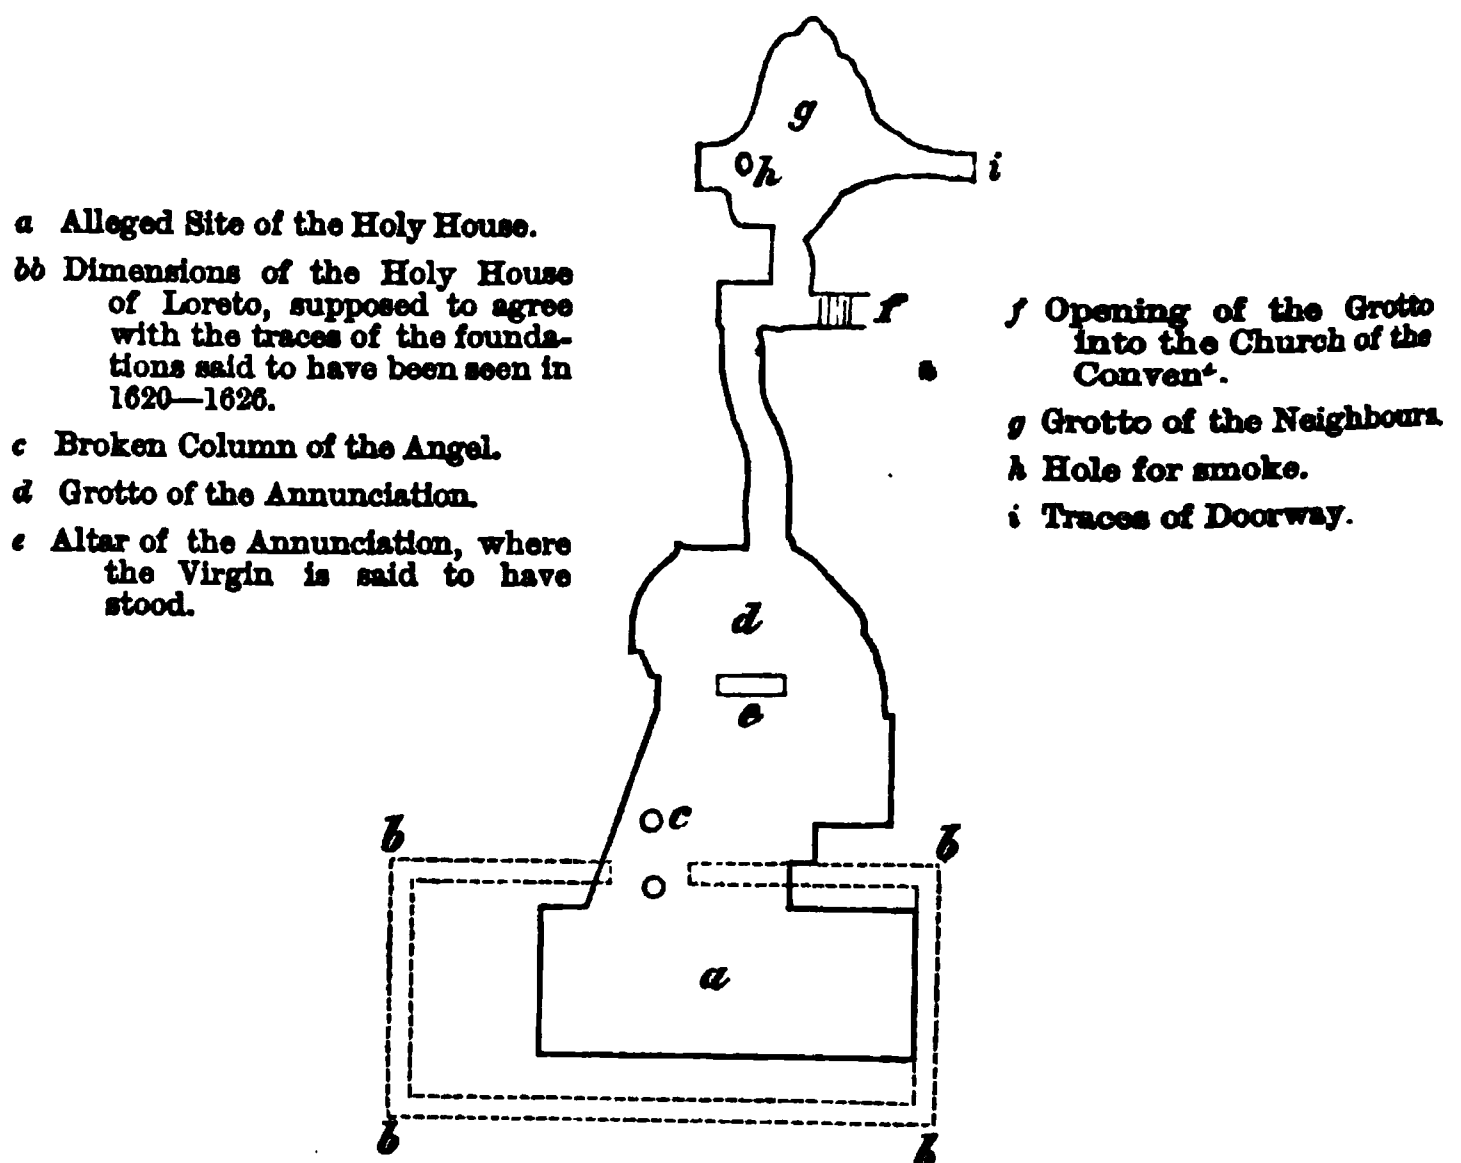 a Alleged Site of the Holy House.
bb Dimensions of the Holy House
of Loreto, supposed to agree
with the traces of the founda-
tions said to have been seen in
1620—1626.
c Broken Column of the Angel.
d Grotto of the Annunciation.
e Altar of the Annunciation, where
the Virgin is said to have
stood.
f Opening of the Grotto
into the Church of the
Convent.
g Grotto of the Neighbours.
h Hole for smoke.
i Traces of Doorway.
g
h
i
f
d
e
c
b
b
a
b
b